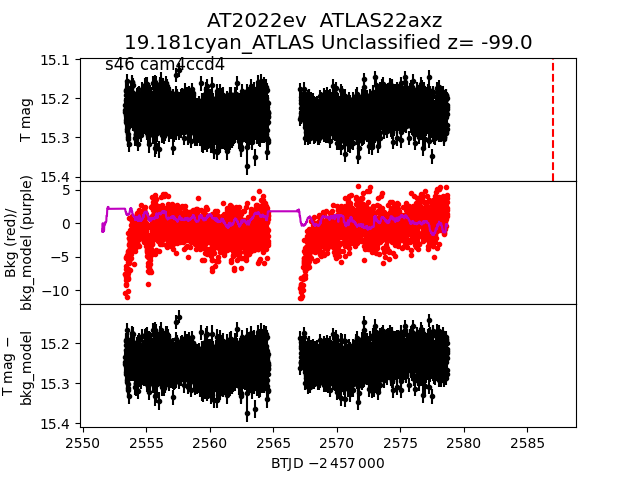 AT2022ev  ATLAS22axz
19.181cyan_ATLAS Unclassified z= -99.0
s46 cam4ccd4
15.1
15.2
15.3
15.4
T mag
5
0
−5
−10
Bkg (red)/
bkg_model (purple)
15.2
15.3
15.4
T mag −
bkg_model
2550 2555 2560 2565 2570 2575 2580 2585
BTJD −2 457 000